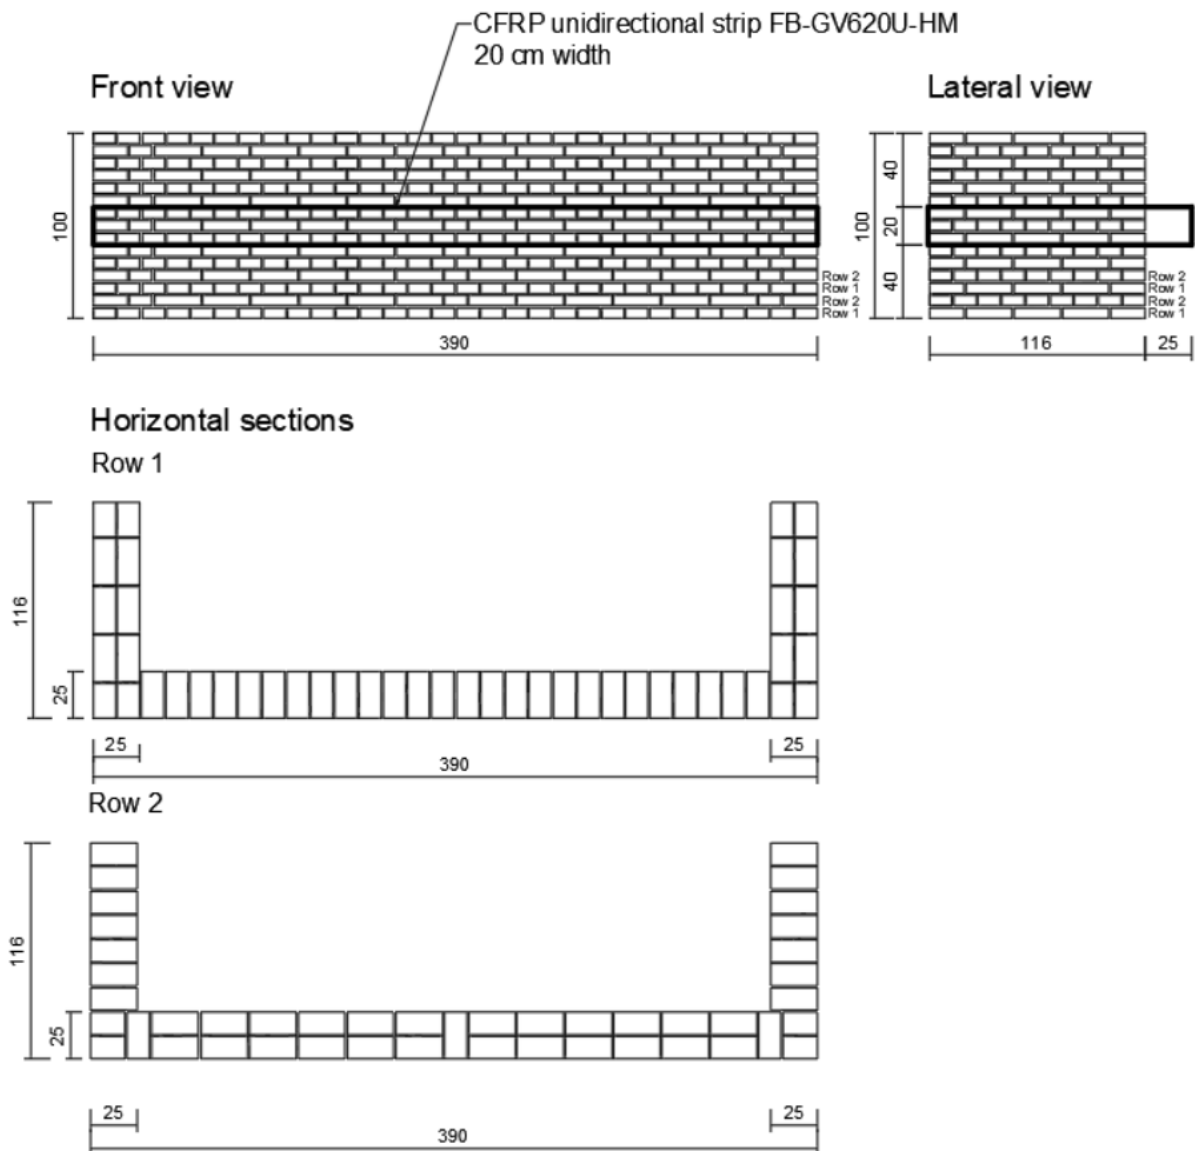 CFRP unidirectional strip FB-GV620U-HM
20 cm width
Front view
Lateral view
100
Row 2
Row 1
Row 2
Row 1
390
100
40
20
40
Row 2
Row 1
Row 2
Row 1
116
25
Horizontal sections
Row 1
116
25
25
25
390
Row 2
116
25
25
25
390